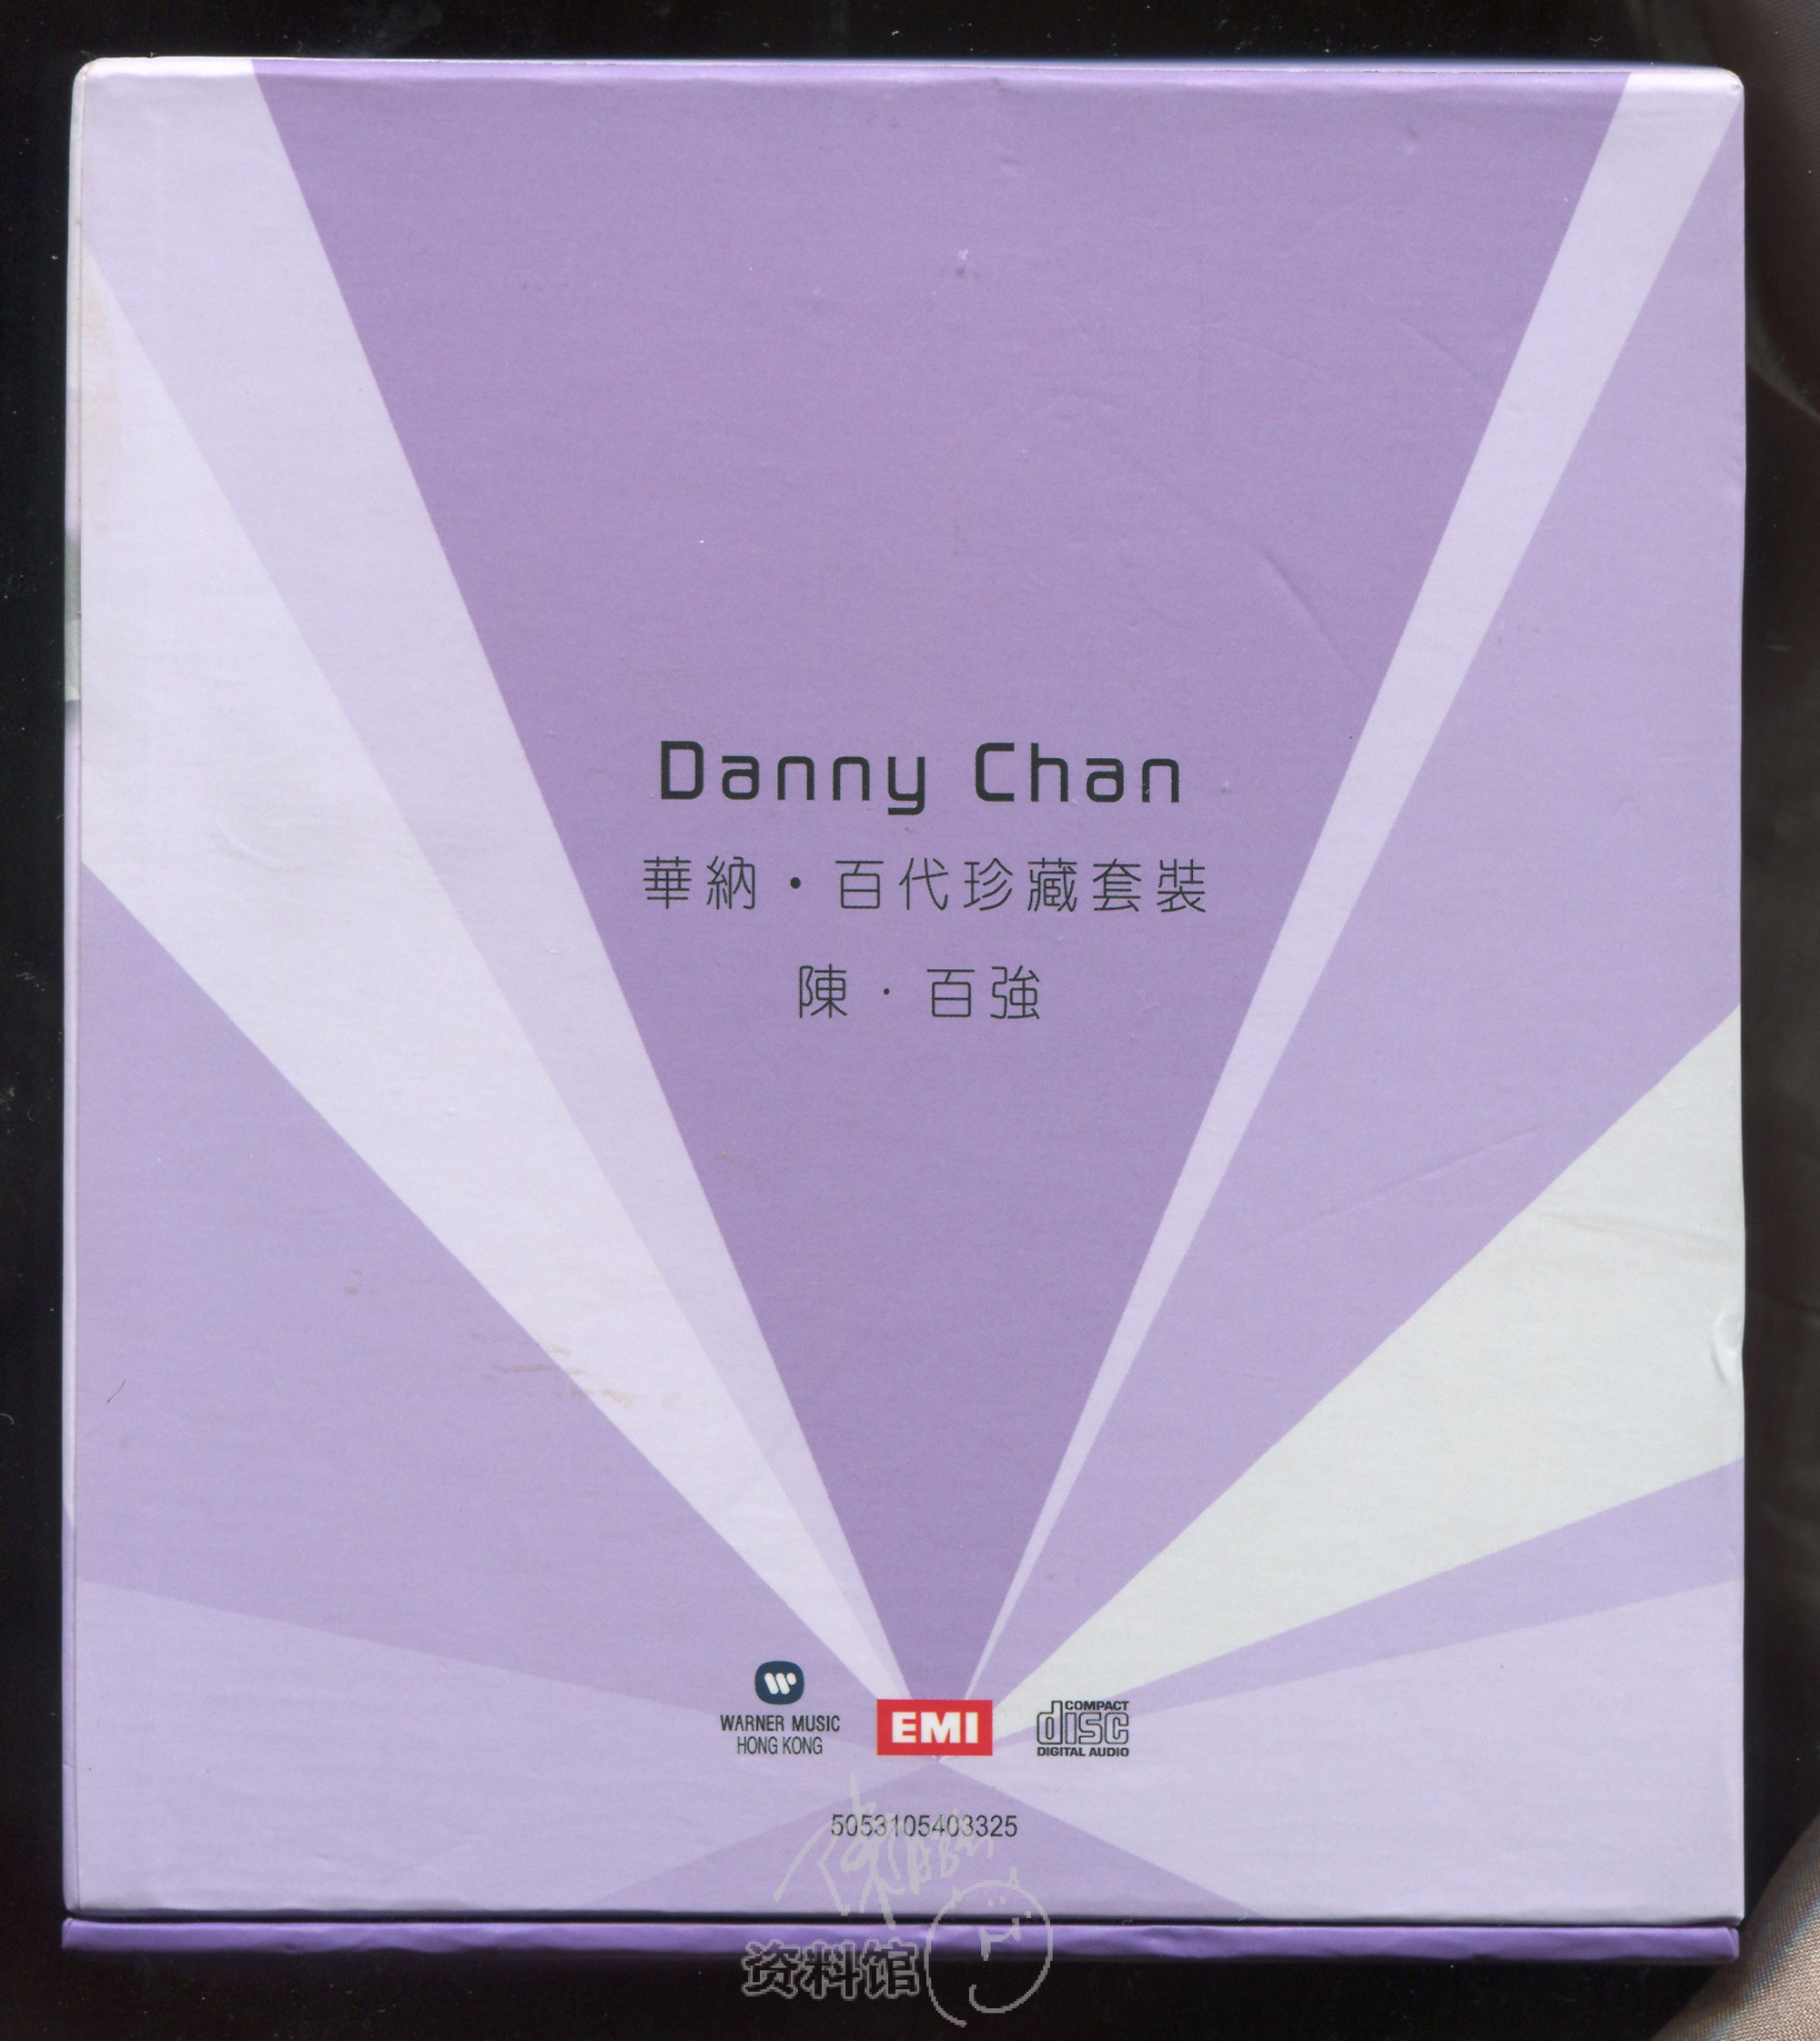 Danny Chan
華納・百代珍藏套裝
陳・百強
WARNER MUSIC
HONG KONG
EMI
COMPACT
disc
DIGITAL AUDIO
5053105403325
资料馆